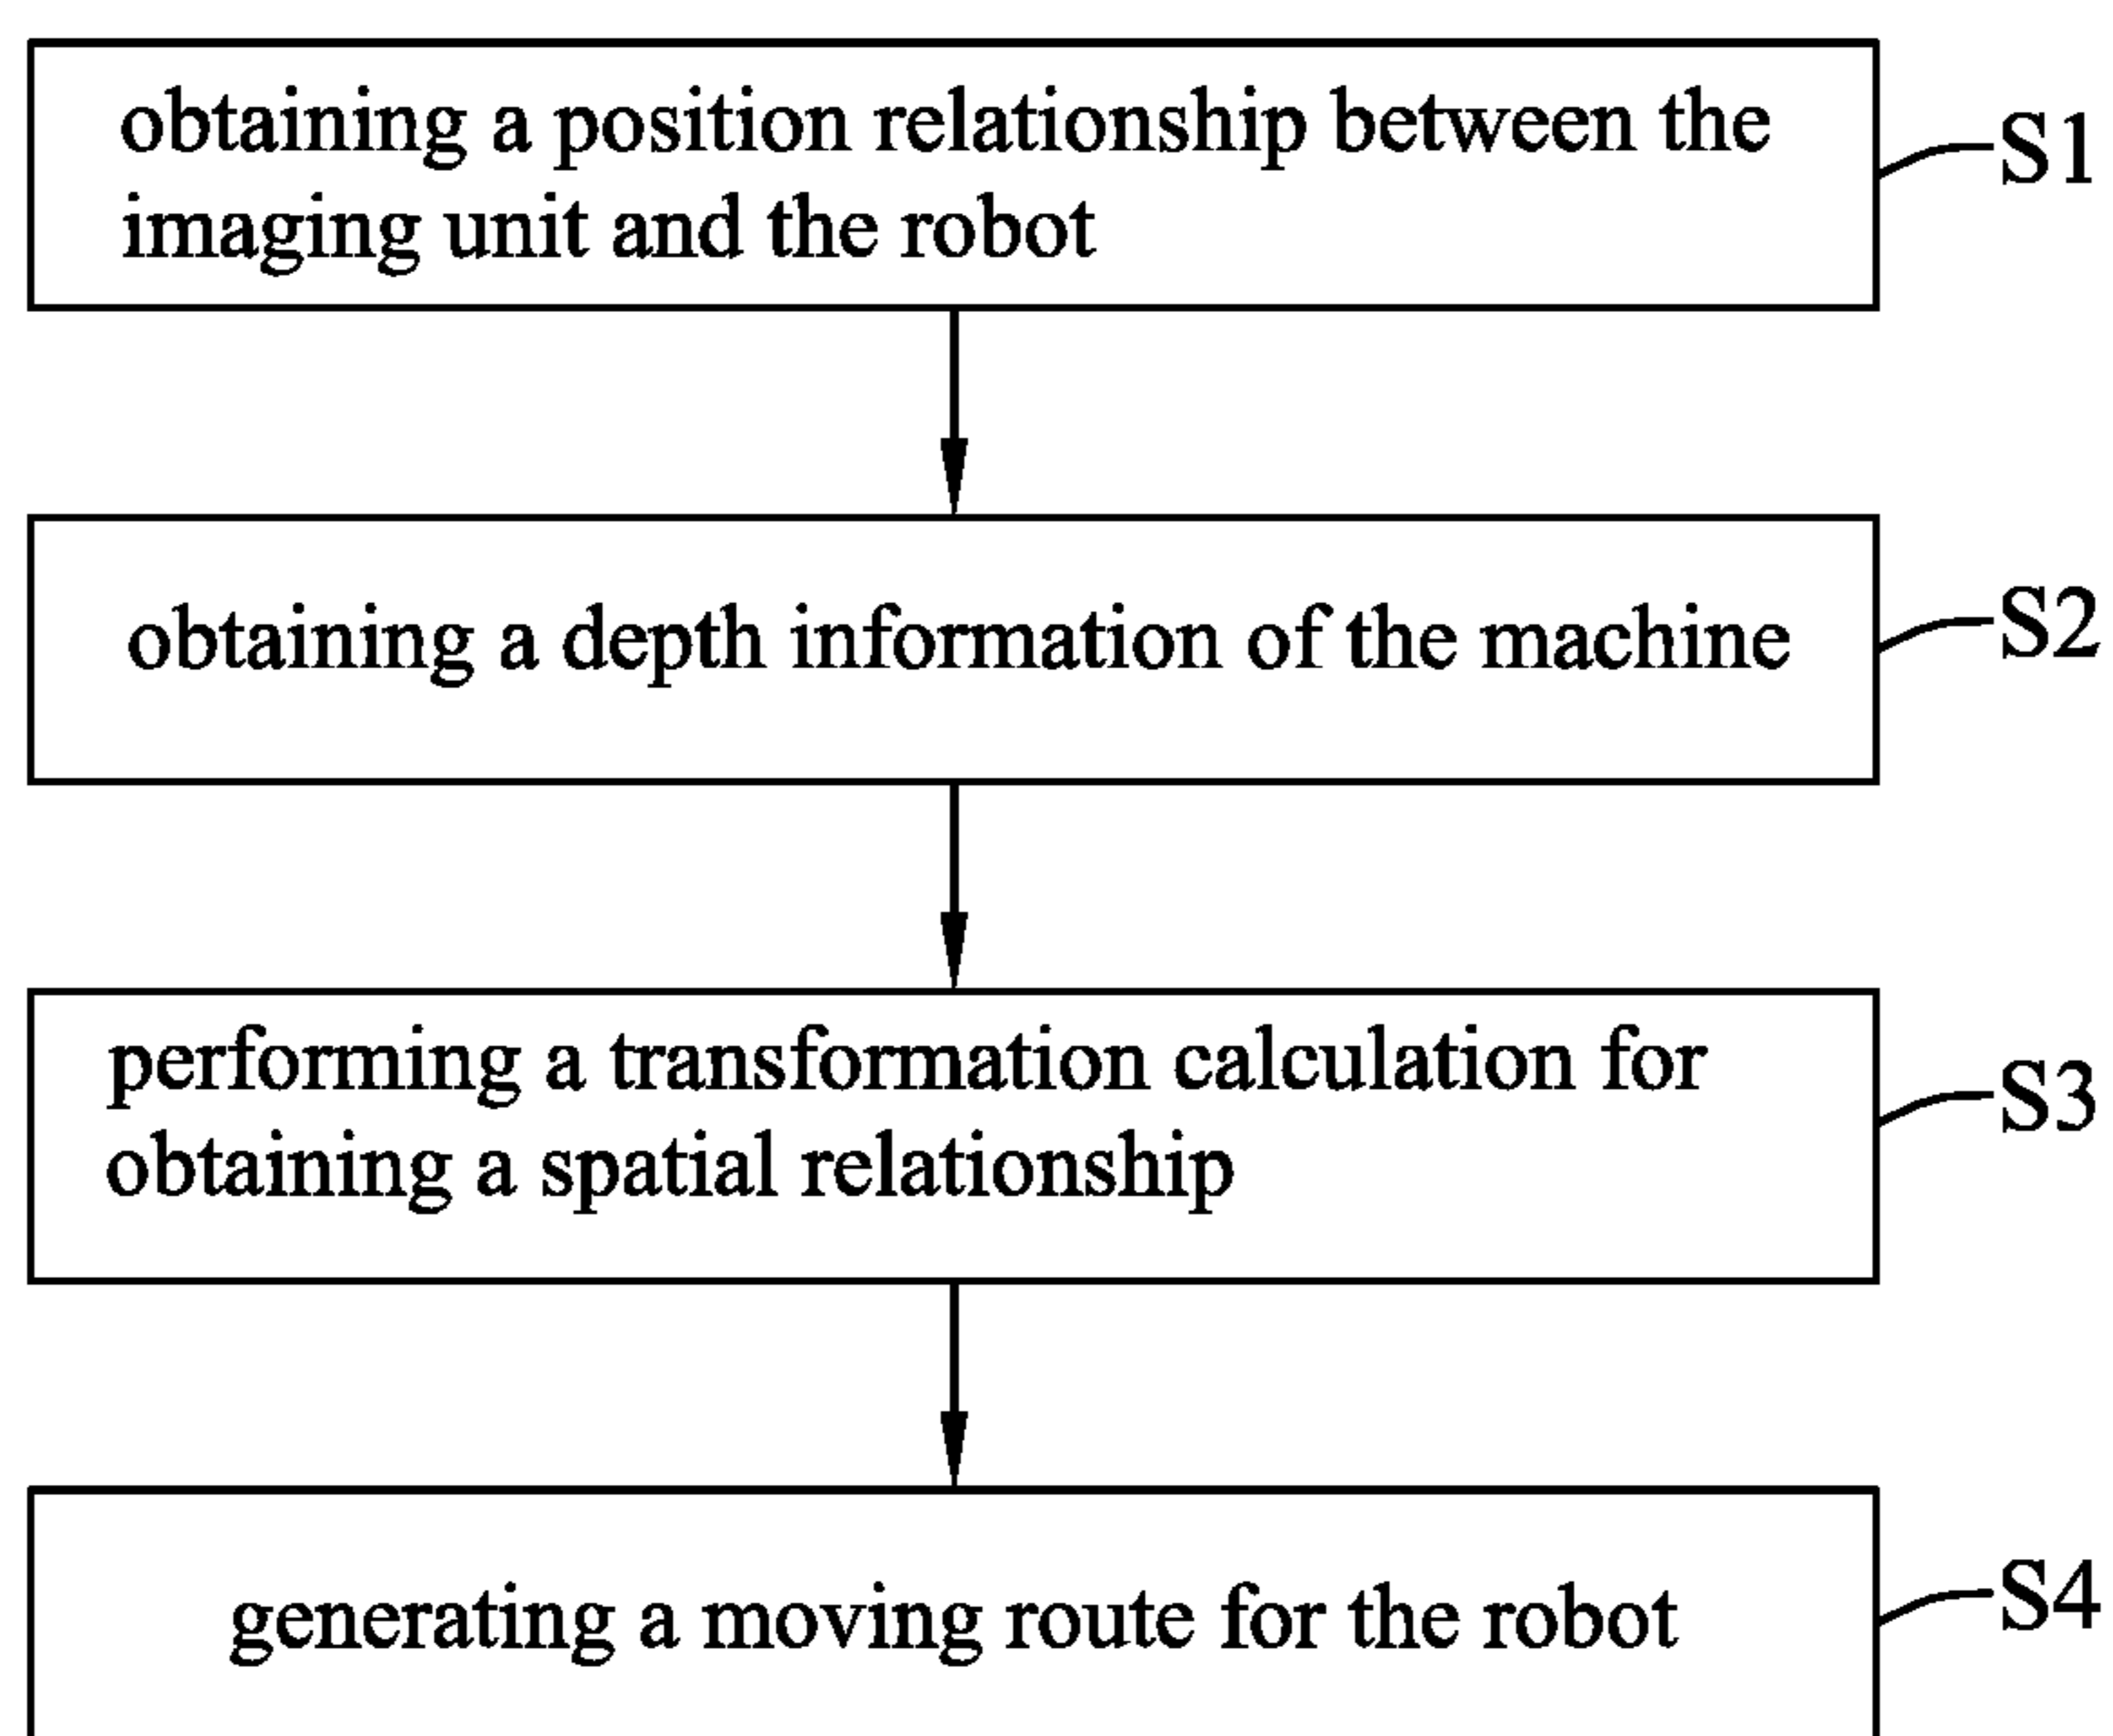 obtaining a position relationship between the
imaging unit and the robot
S1
obtaining a depth information of the machine
S2
performing a transformation calculation for
obtaining a spatial relationship
S3
generating a moving route for the robot
S4